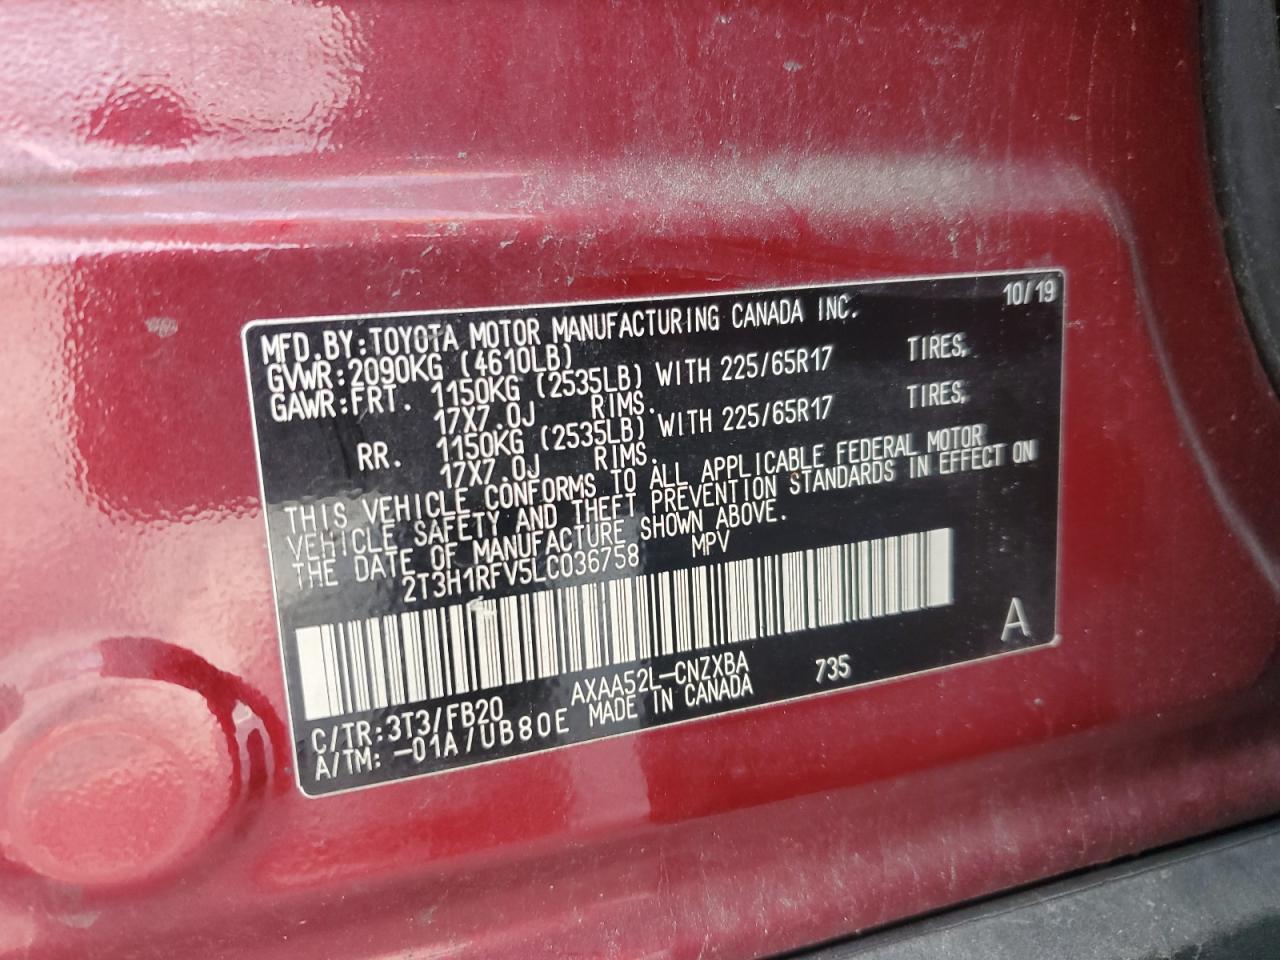 10/19
MFD.BY:TOYOTA MOTOR MANUFACTURING CANADA INC.
GVWR:2090KG (4610LB)
GAWR:FRT. 1150KG (2535LB) WITH 225/65R17 TIRES,
17X7.0J RIMS.
RR. 1150KG (2535LB) WITH 225/65R17 TIRES,
17X7.0J RIMS.
THIS VEHICLE CONFORMS TO ALL APPLICABLE FEDERAL MOTOR
VEHICLE SAFETY AND THEFT PREVENTION STANDARDS IN EFFECT ON
THE DATE OF MANUFACTURE SHOWN ABOVE.
2T3H1RFV5LC036758 MPV
A
AXAA52L-CNZXBA 735
C/TR:3T3/FB20 MADE IN CANADA
A/TM: -01A/UB80E